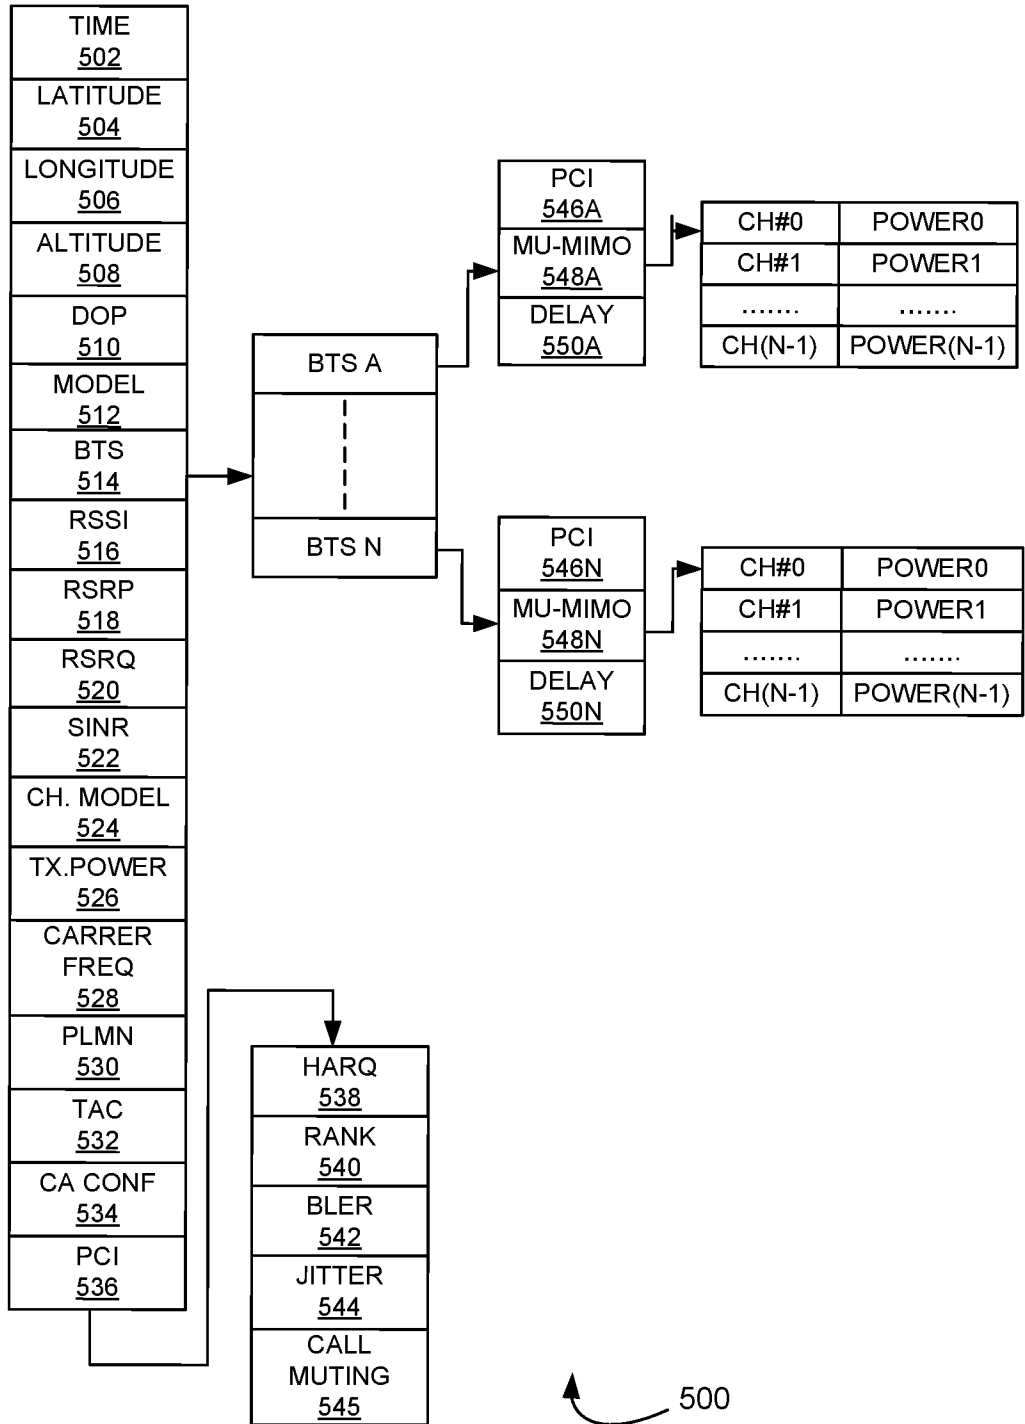 TIME
502
LATITUDE
504
LONGITUDE
506
ALTITUDE
508
DOP
510
MODEL
512
BTS
514
RSSI
516
RSRP
518
RSRQ
520
SINR
522
CH. MODEL
524
TX.POWER
526
CARRER
FREQ
528
PLMN
530
TAC
532
CA CONF
534
PCI
536
BTS A
BTS N
PCI
546A
MU-MIMO
548A
DELAY
550A
CH#0 POWER0
CH#1 POWER1
....... .......
CH(N-1) POWER(N-1)
PCI
546N
MU-MIMO
548N
DELAY
550N
CH#0 POWER0
CH#1 POWER1
....... .......
CH(N-1) POWER(N-1)
HARQ
538
RANK
540
BLER
542
JITTER
544
CALL
MUTING
545
500